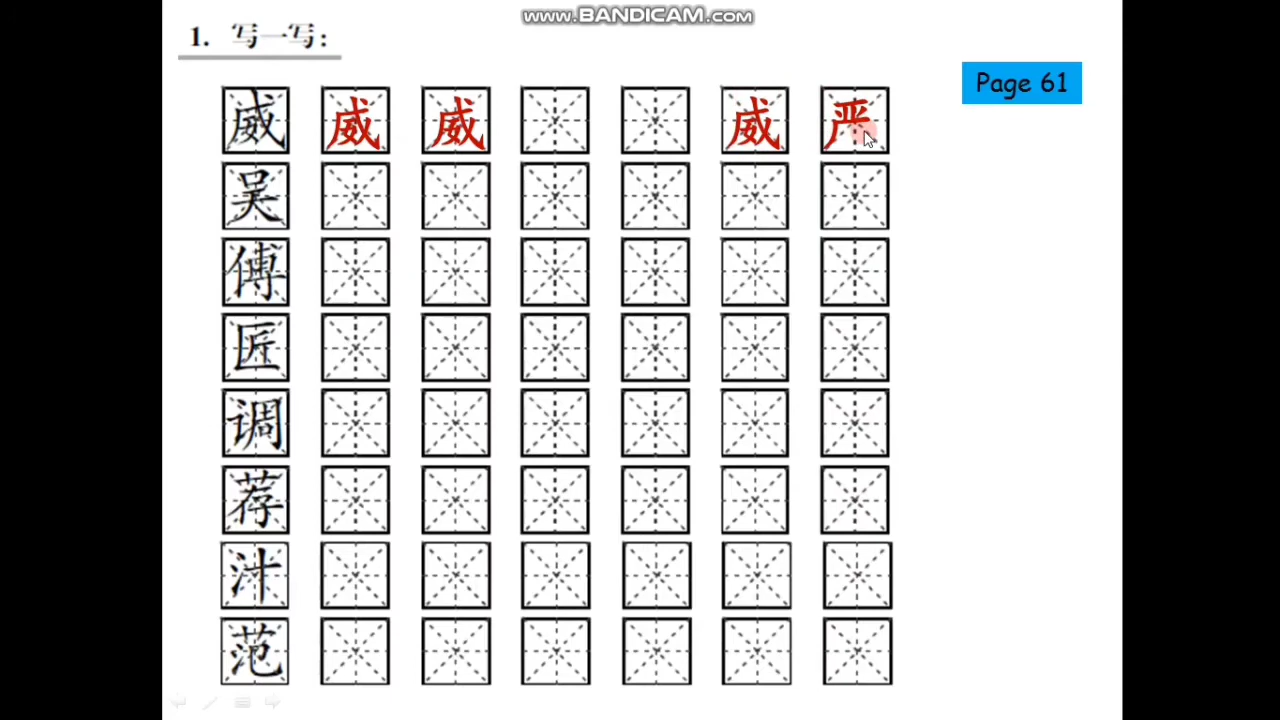 www.BANDICAM.com
1. 写一写：
Page 61
威 威 威 威 严
吴
傅
匠
调
荐
汴
范